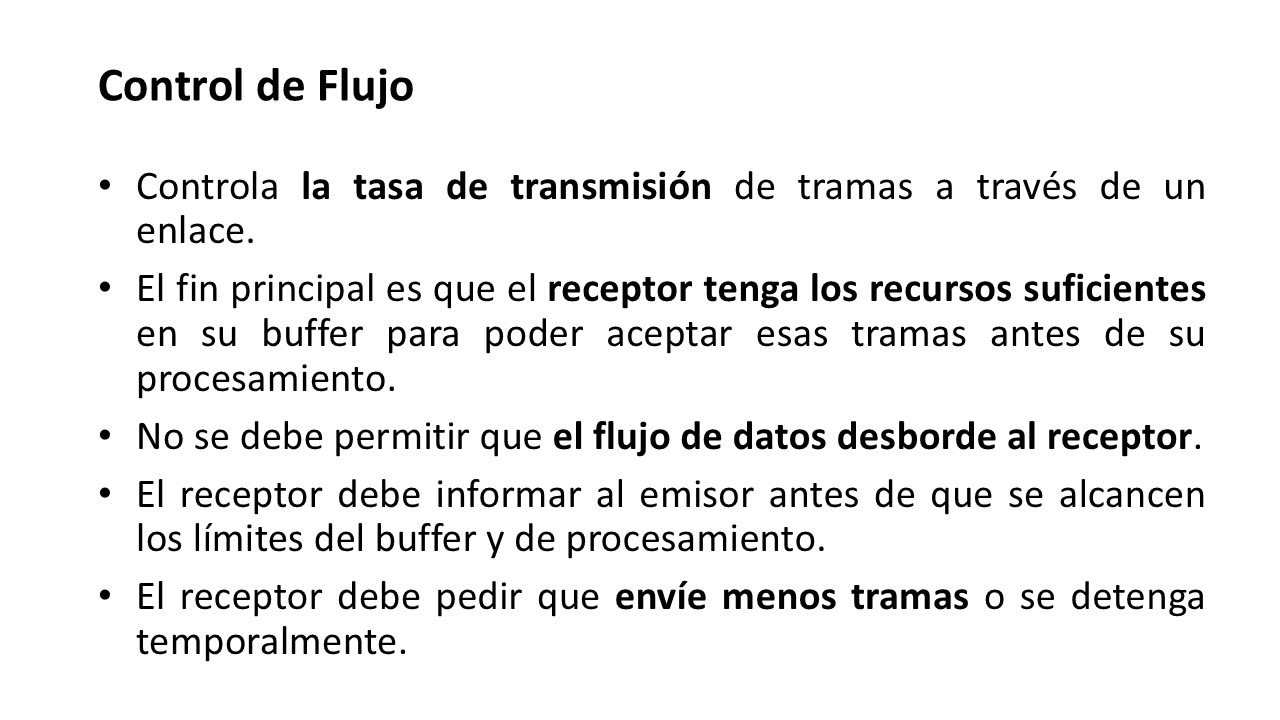 Control de Flujo
• Controla la tasa de transmisión de tramas a través de un
enlace.
• El fin principal es que el receptor tenga los recursos suficientes
en su buffer para poder aceptar esas tramas antes de su
procesamiento.
• No se debe permitir que el flujo de datos desborde al receptor.
• El receptor debe informar al emisor antes de que se alcancen
los límites del buffer y de procesamiento.
• El receptor debe pedir que envíe menos tramas o se detenga
temporalmente.